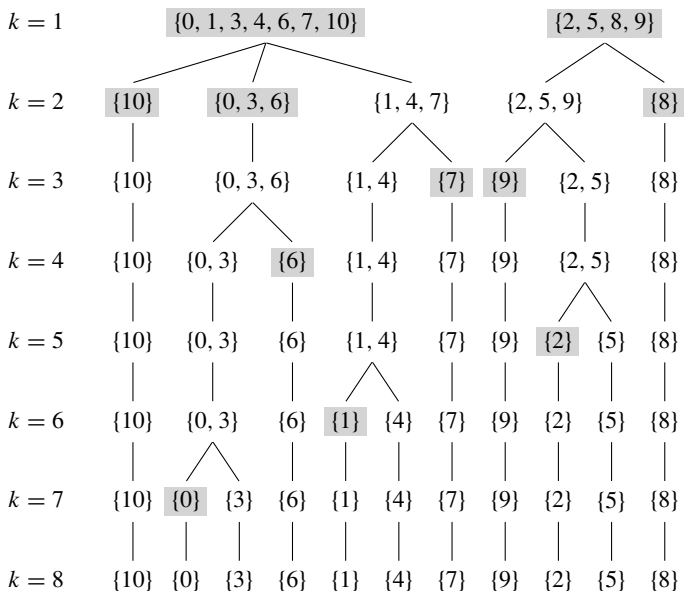 k = 1 {0, 1, 3, 4, 6, 7, 10} {2, 5, 8, 9}
k = 2 {10} {0, 3, 6} {1, 4, 7} {2, 5, 9} {8}
k = 3 {10} {0, 3, 6} {1, 4} {7} {9} {2, 5} {8}
k = 4 {10} {0, 3} {6} {1, 4} {7} {9} {2, 5} {8}
k = 5 {10} {0, 3} {6} {1, 4} {7} {9} {2} {5} {8}
k = 6 {10} {0, 3} {6} {1} {4} {7} {9} {2} {5} {8}
k = 7 {10} {0} {3} {6} {1} {4} {7} {9} {2} {5} {8}
k = 8 {10} {0} {3} {6} {1} {4} {7} {9} {2} {5} {8}